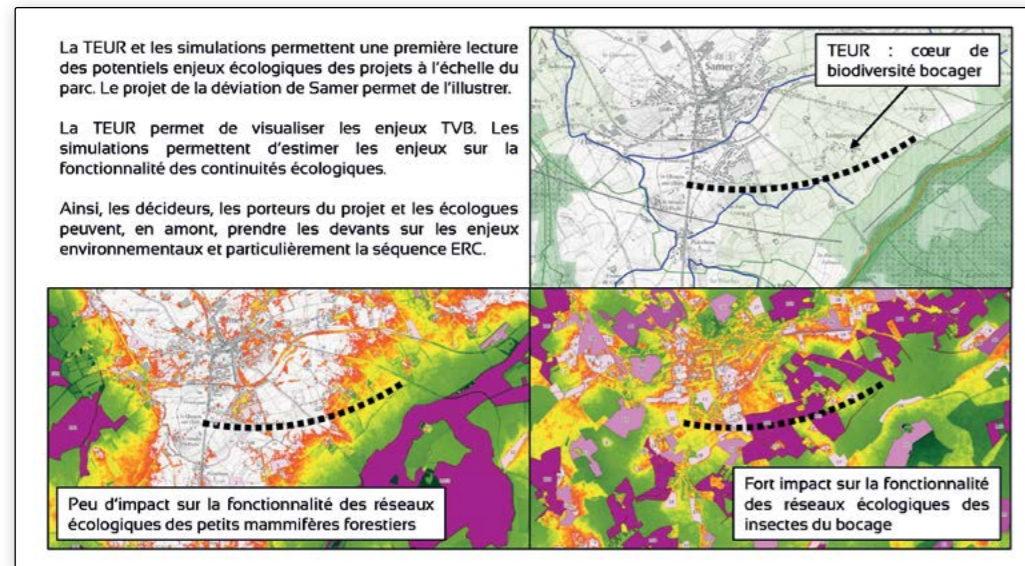 La TEUR et les simulations permettent une première lecture
des potentiels enjeux écologiques des projets à l'échelle du
parc. Le projet de la déviation de Samer permet de l'illustrer.
La TEUR permet de visualiser les enjeux TVB. Les
simulations permettent d'estimer les enjeux sur la
fonctionnalité des continuités écologiques.
Ainsi, les décideurs, les porteurs du projet et les écologues
peuvent, en amont, prendre les devants sur les enjeux
environnementaux et particulièrement la séquence ERC.
Samer
TEUR : cœur de
biodiversité bocager
Peu d'impact sur la fonctionnalité des réseaux
écologiques des petits mammifères forestiers
Fort impact sur la fonctionnalité
des réseaux écologiques des
insectes du bocage